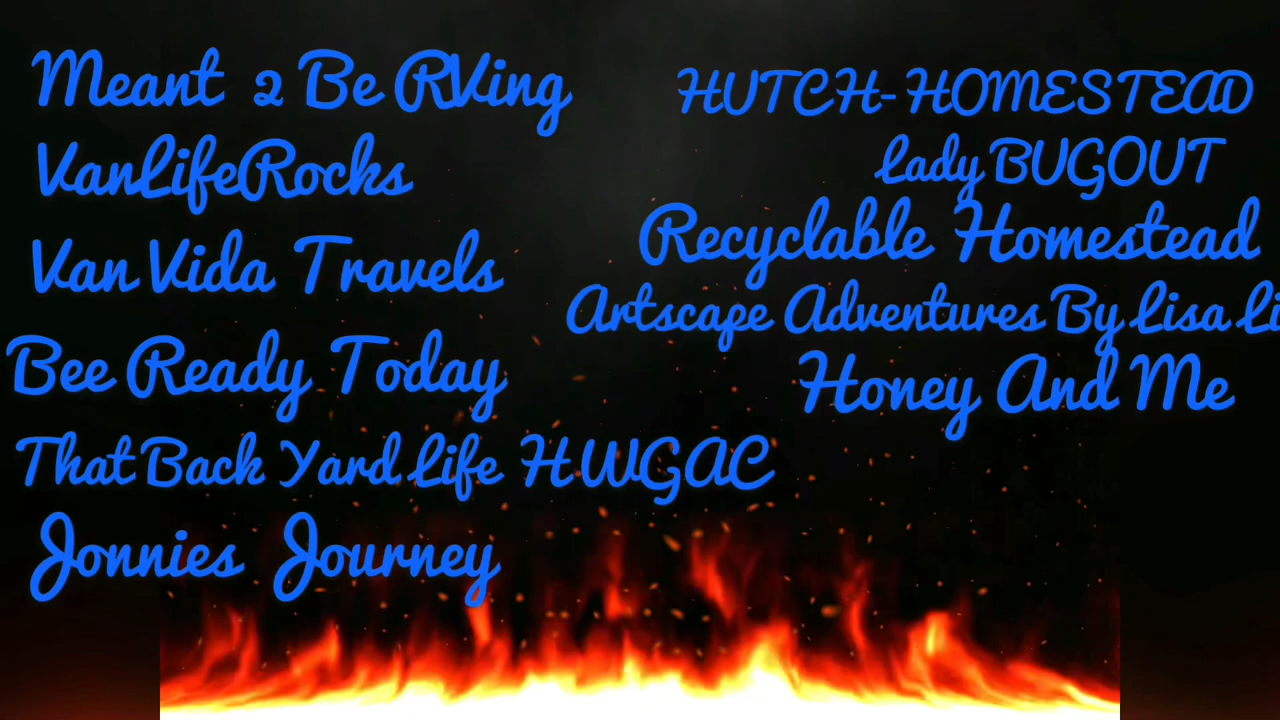 Meant 2 Be RVing
VanLifeRocks
Van Vida Travels
Bee Ready Today
That Back Yard Life HWGAC
Jonnies Journey
HUTCH-HOMESTEAD
Lady BUGOUT
Recyclable Homestead
Artscape Adventures By Lisa Li
Honey And Me